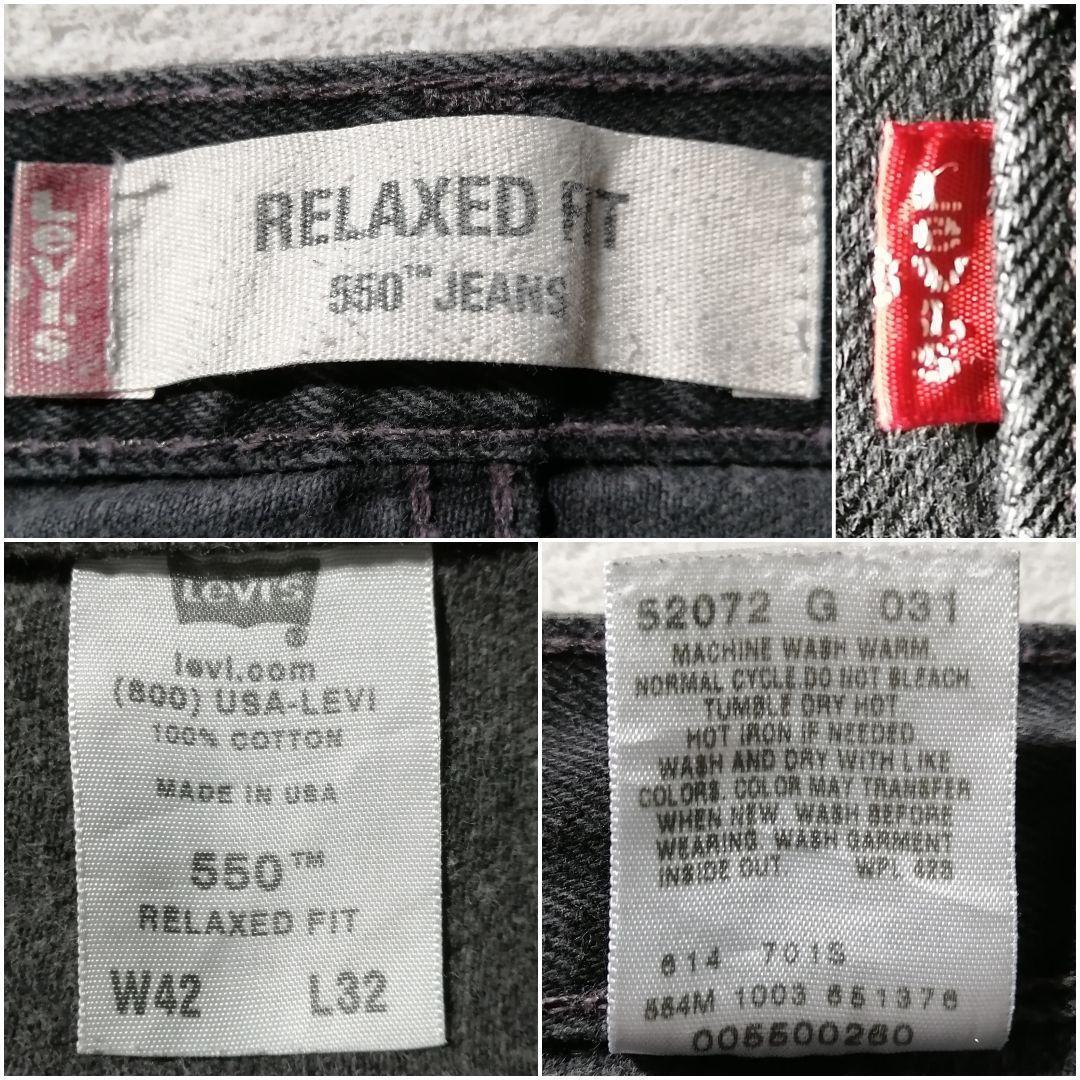 Levi's
RELAXED FIT
550™ JEANS
Levi's
Levi's
®
levi.com
(800) USA-LEVI
100% COTTON
MADE IN USA
550™
RELAXED FIT
W42 L32
52072 G 031
MACHINE WASH WARM
NORMAL CYCLE DO NOT BLEACH
TUMBLE DRY HOT
HOT IRON IF NEEDED
WASH AND DRY WITH LIKE
COLORS. COLOR MAY TRANSFER
WHEN NEW. WASH BEFORE
WEARING. WASH GARMENT
INSIDE OUT WPL 423
614 701S
554M 1003 651376
005500260